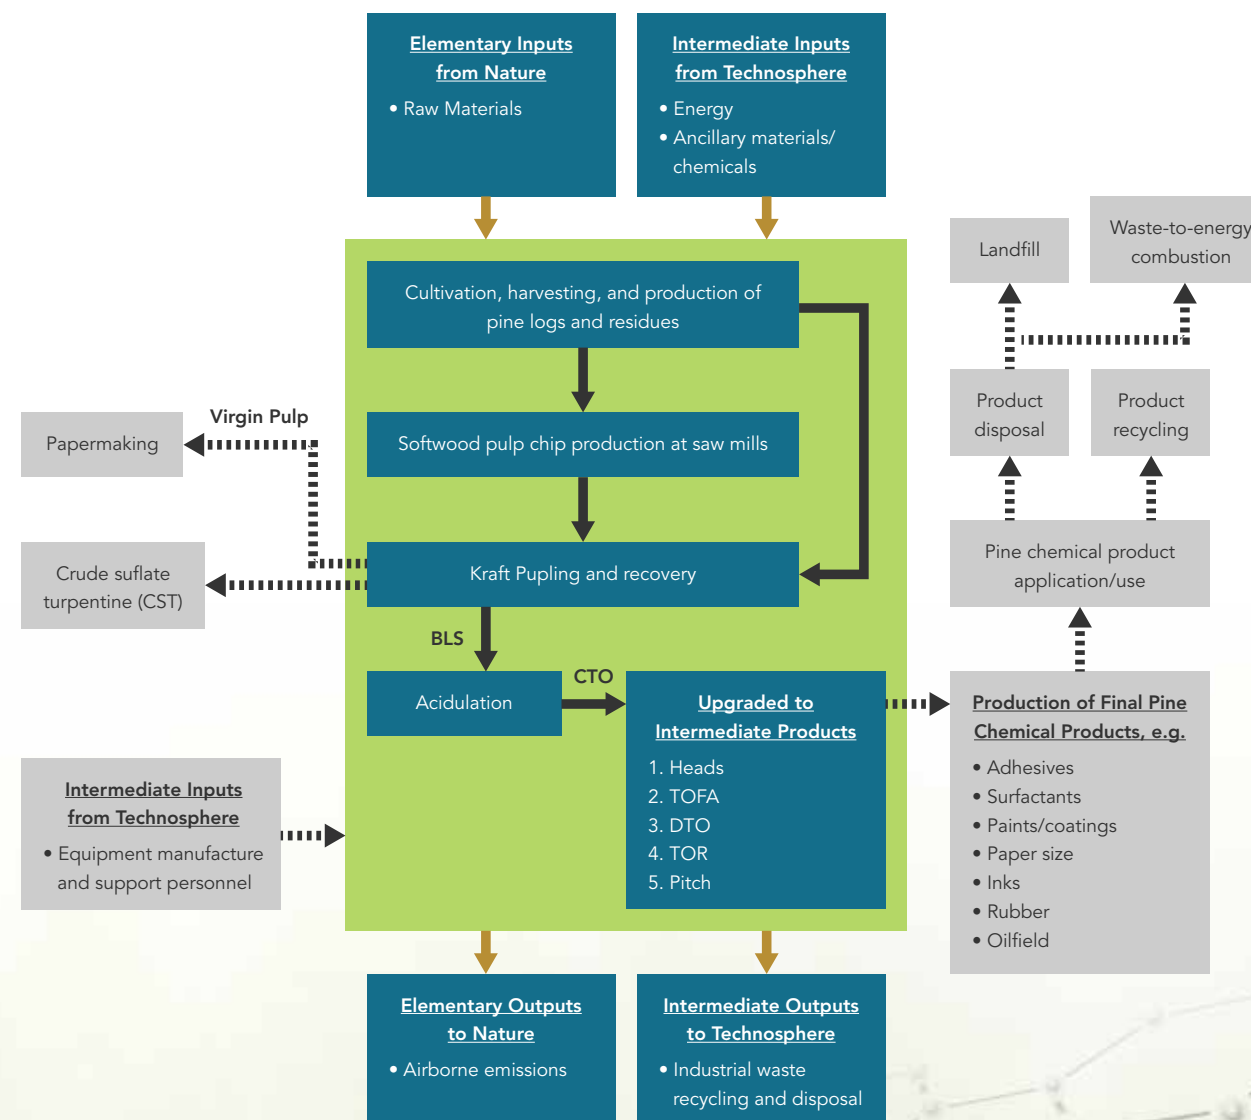 Elementary Inputs
from Nature
• Raw Materials
Intermediate Inputs
from Technosphere
• Energy
• Ancillary materials/
chemicals
Landfill
Waste-to-energy
combustion
Cultivation, harvesting, and production of
pine logs and residues
Product
disposal
Product
recycling
Virgin Pulp
Papermaking
Softwood pulp chip production at saw mills
Crude suflate
turpentine (CST)
Kraft Pupling and recovery
Pine chemical product
application/use
BLS
CTO
Acidulation
Upgraded to
Intermediate Products
1. Heads
2. TOFA
3. DTO
4. TOR
5. Pitch
Production of Final Pine
Chemical Products, e.g.
• Adhesives
• Surfactants
• Paints/coatings
• Paper size
• Inks
• Rubber
• Oilfield
Intermediate Inputs
from Technosphere
• Equipment manufacture
and support personnel
Elementary Outputs
to Nature
• Airborne emissions
Intermediate Outputs
to Technosphere
• Industrial waste
recycling and disposal